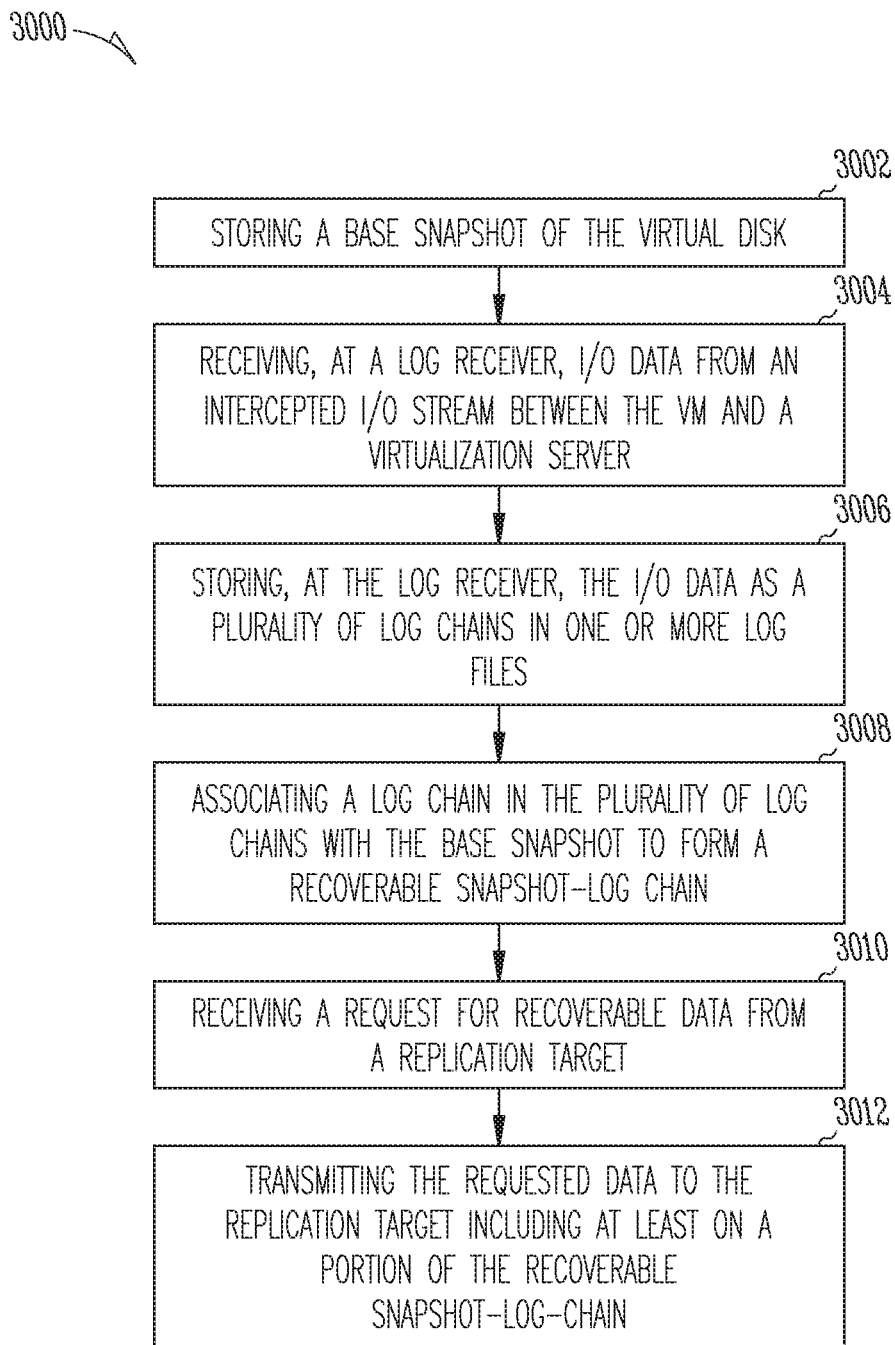 3000
3002
STORING A BASE SNAPSHOT OF THE VIRTUAL DISK
3004
RECEIVING, AT A LOG RECEIVER, I/O DATA FROM AN
INTERCEPTED I/O STREAM BETWEEN THE VM AND A
VIRTUALIZATION SERVER
3006
STORING, AT THE LOG RECEIVER, THE I/O DATA AS A
PLURALITY OF LOG CHAINS IN ONE OR MORE LOG
FILES
3008
ASSOCIATING A LOG CHAIN IN THE PLURALITY OF LOG
CHAINS WITH THE BASE SNAPSHOT TO FORM A
RECOVERABLE SNAPSHOT-LOG CHAIN
3010
RECEIVING A REQUEST FOR RECOVERABLE DATA FROM
A REPLICATION TARGET
3012
TRANSMITTING THE REQUESTED DATA TO THE
REPLICATION TARGET INCLUDING AT LEAST ON A
PORTION OF THE RECOVERABLE
SNAPSHOT-LOG-CHAIN